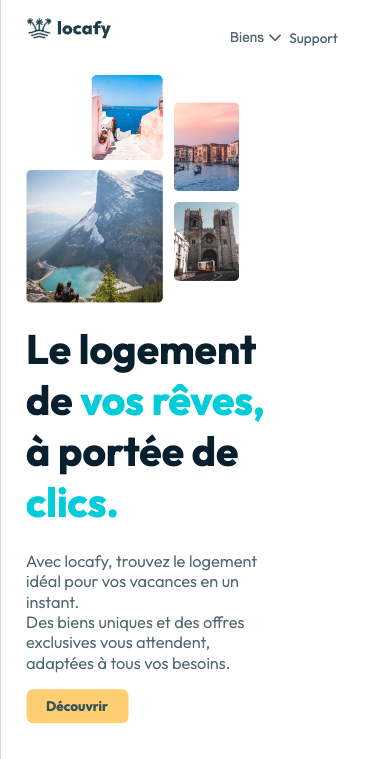 locafy
Biens
Support
Le logement
de vos rêves,
à portée de
clics.
Avec locafy, trouvez le logement
idéal pour vos vacances en un
instant.
Des biens uniques et des offres
exclusives vous attendent,
adaptées à tous vos besoins.
Découvrir